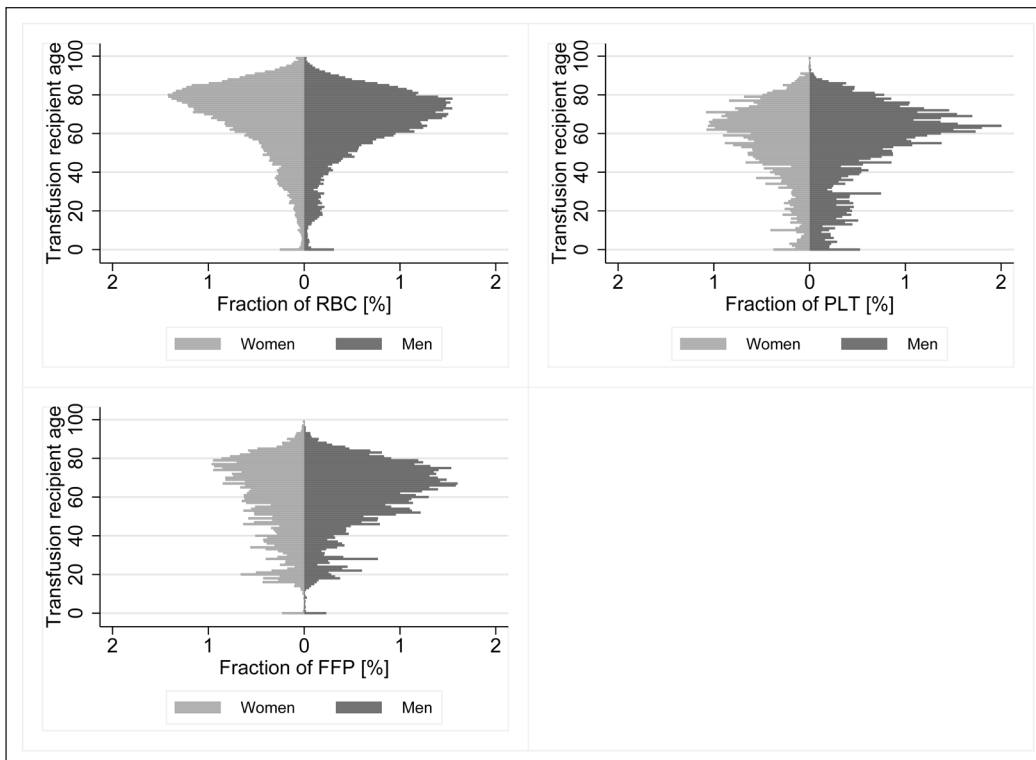 Transfusion recipient age
100
80
60
40
20
0
2 1 0 1 2
Fraction of RBC [%]
Women Men
Transfusion recipient age
100
80
60
40
20
0
2 1 0 1 2
Fraction of PLT [%]
Women Men
Transfusion recipient age
100
80
60
40
20
0
2 1 0 1 2
Fraction of FFP [%]
Women Men